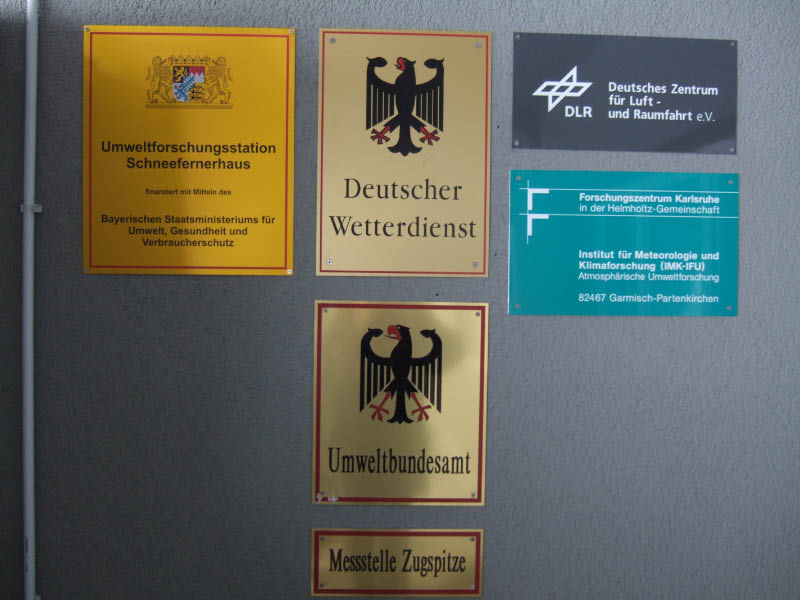 Umweltforschungsstation
Schneefernerhaus
finanziert mit Mitteln des
Bayerischen Staatsministeriums für
Umwelt, Gesundheit und
Verbraucherschutz
Deutscher
Wetterdienst
DLR
Deutsches Zentrum
für Luft -
und Raumfahrt e.V.
Forschungszentrum Karlsruhe
in der Helmholtz-Gemeinschaft
Institut für Meteorologie und
Klimaforschung (IMK-IFU)
Atmosphärische Umweltforschung
82467 Garmisch-Partenkirchen
Umweltbundesamt
Messstelle Zugspitze